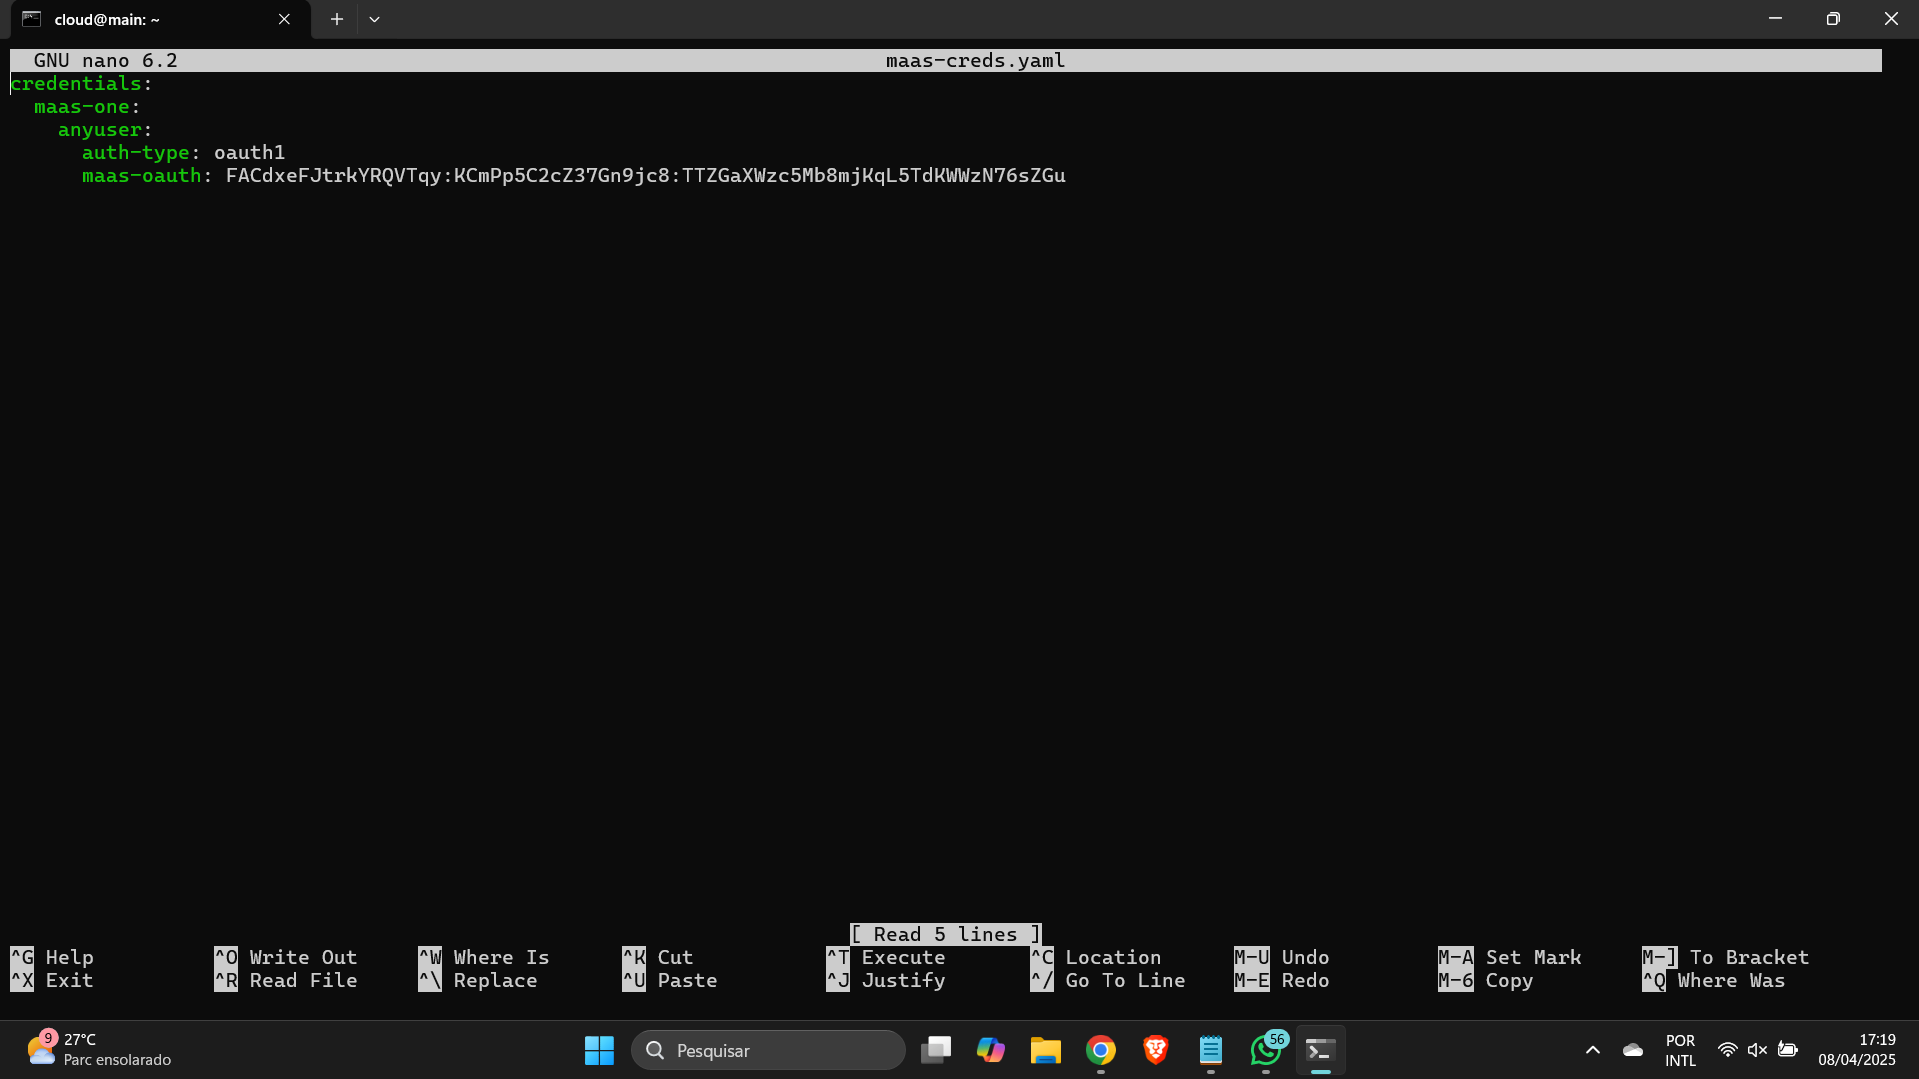 cloud@main: ~
GNU nano 6.2 maas-creds.yaml
credentials:
  maas-one:
    anyuser:
      auth-type: oauth1
      maas-oauth: FACdxeFJtrkYRQVTqy:KCmPp5C2cZ37Gn9jc8:TTZGaXWzc5Mb8mjKqL5TdKWWzN76sZGu
[ Read 5 lines ]
^G Help ^O Write Out ^W Where Is ^K Cut ^T Execute ^C Location M-U Undo M-A Set Mark M-] To Bracket
^X Exit ^R Read File ^\ Replace ^U Paste ^J Justify ^/ Go To Line M-E Redo M-6 Copy ^Q Where Was
9 27°C
Parc ensolarado
Pesquisar
56
POR
INTL
17:19
08/04/2025